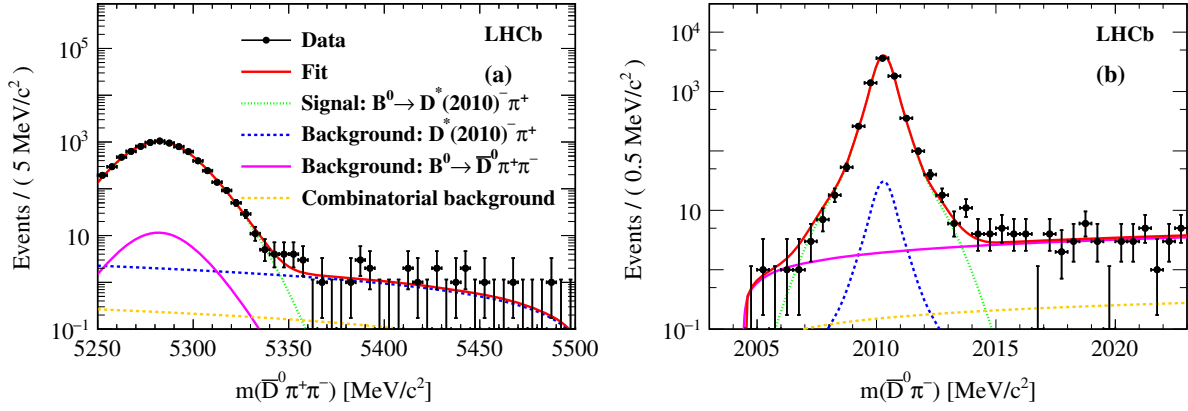 LHCb
(a)
Data
Fit
Signal: B⁰→ D*(2010)⁻π⁺
Background: D*(2010)⁻π⁺
Background: B⁰→ D̅⁰π⁺π⁻
Combinatorial background
Events / ( 5 MeV/c² )
10⁵
10³
10
10⁻¹
5250 5300 5350 5400 5450 5500
m(D̅⁰π⁺π⁻) [MeV/c²]
LHCb
(b)
Events / ( 0.5 MeV/c² )
10⁴
10³
10
10⁻¹
2005 2010 2015 2020
m(D̅⁰π⁻) [MeV/c²]